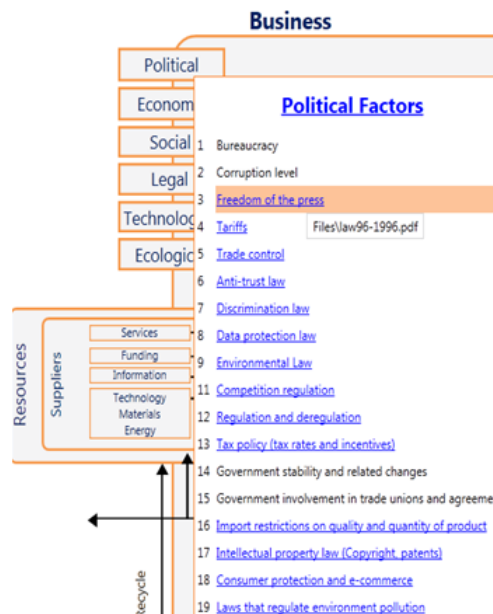 Business
Political
Econom
Social
Legal
Technolog
Ecologic
Political Factors
1 Bureaucracy
2 Corruption level
3 Freedom of the press
4 Tariffs
Files\law96-1996.pdf
5 Trade control
6 Anti-trust law
7 Discrimination law
8 Data protection law
9 Environmental Law
11 Competition regulation
12 Regulation and deregulation
13 Tax policy (tax rates and incentives)
14 Government stability and related changes
15 Government involvement in trade unions and agreeme
16 Import restrictions on quality and quantity of product
17 Intellectual property law (Copyright, patents)
18 Consumer protection and e-commerce
19 Laws that regulate environment pollution
Resources
Suppliers
Services
Funding
Information
Technology
Materials
Energy
Recycle